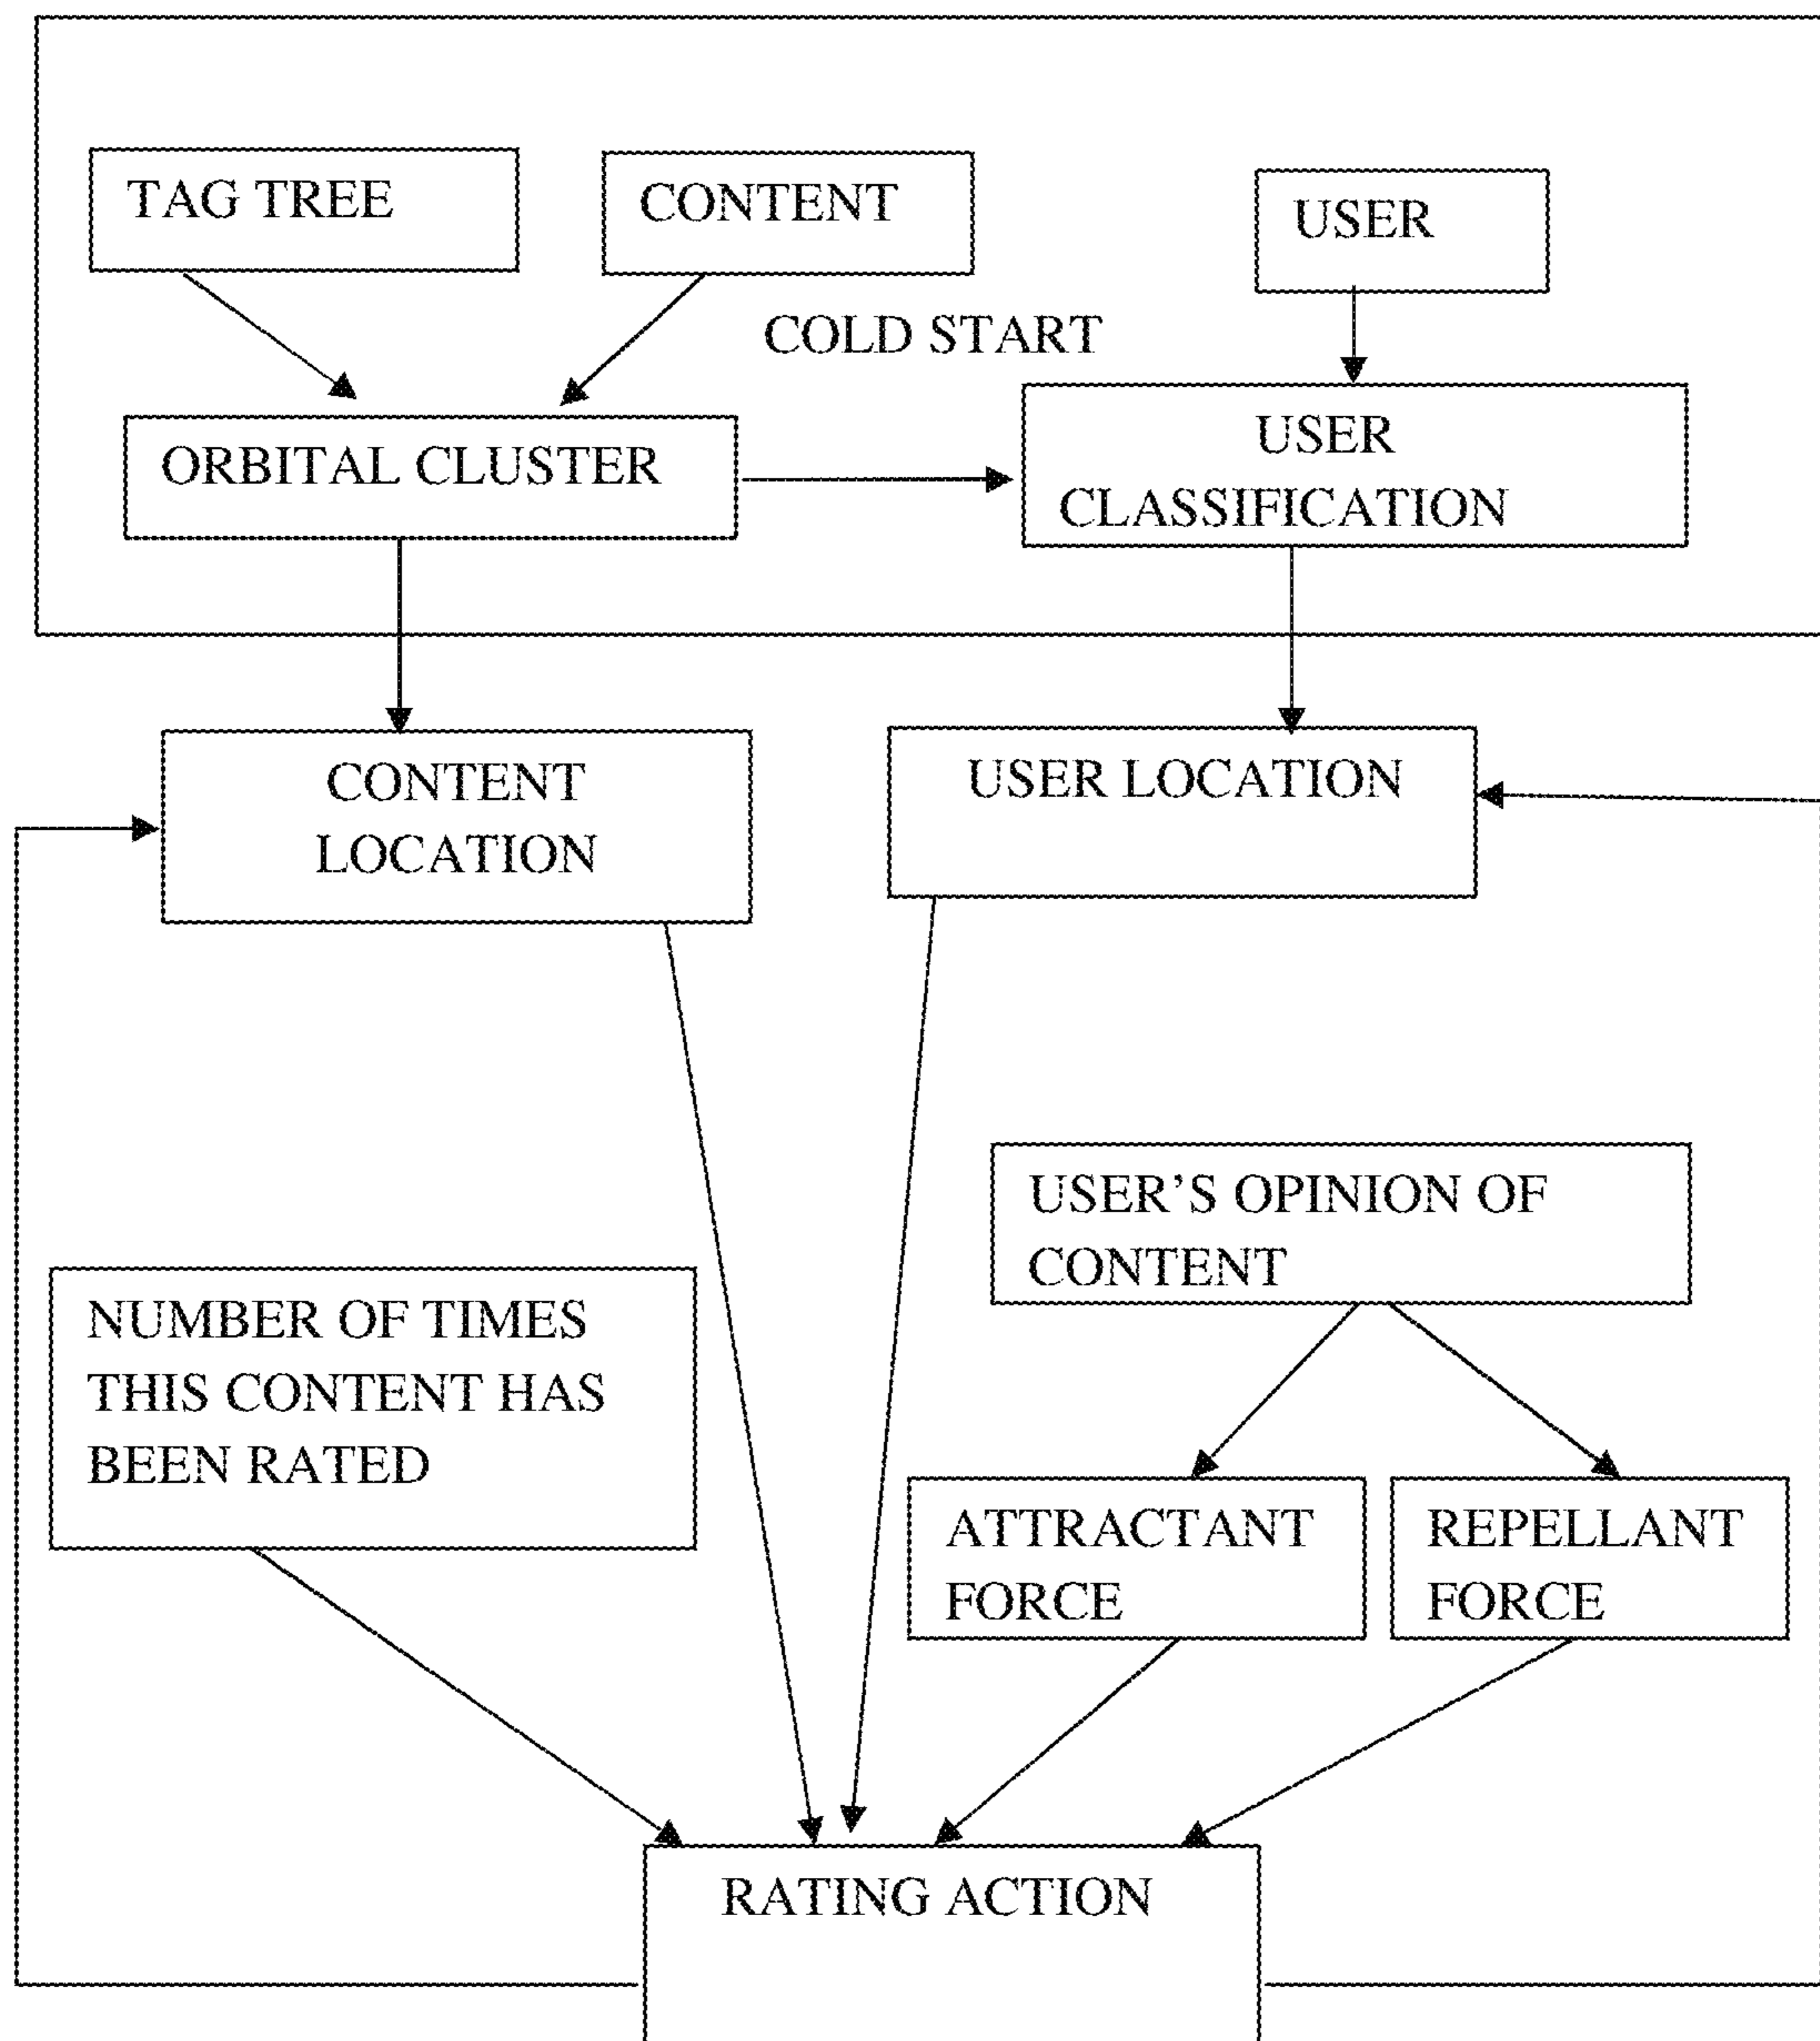 TAG TREE
CONTENT
USER
COLD START
ORBITAL CLUSTER
USER
CLASSIFICATION
CONTENT
LOCATION
USER LOCATION
USER’S OPINION OF
CONTENT
NUMBER OF TIMES
THIS CONTENT HAS
BEEN RATED
ATTRACTANT
FORCE
REPELLANT
FORCE
RATING ACTION